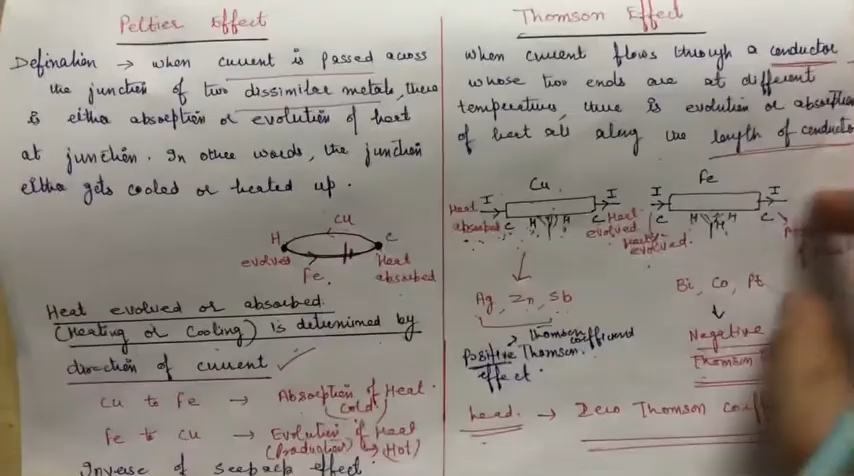 Peltier Effect
Defination → when current is passed across
the junction of two dissimilar metals, there
is either absorption or evolution of heat
at junction. In other words, the junction
either gets cooled or heated up.
Cu
H C
evolved Heat
absorbed
Fe
Heat evolved or absorbed
(Heating or Cooling) is determined by
direction of current ✓
Cu to Fe → Absorption of Heat.
(Cold)
Fe to Cu → Evolution of Heat
(Production) → (Hot)
Inverse of seeback effect.
Thomson Effect
when current flows through a conductor
whose two ends are at different
temperatures, there is evolution or absorption
of heat all along the length of conductor
Cu Fe
I I I I
Heat
absorbed C H H C Heat
evolved
C H H H C
evolved.
Ag, Zn, Sb
→ Thomson coefficient
Positive Thomson
effect.
Bi, Co, Pt
↓
Negative
Thomson
head. → Zero Thomson